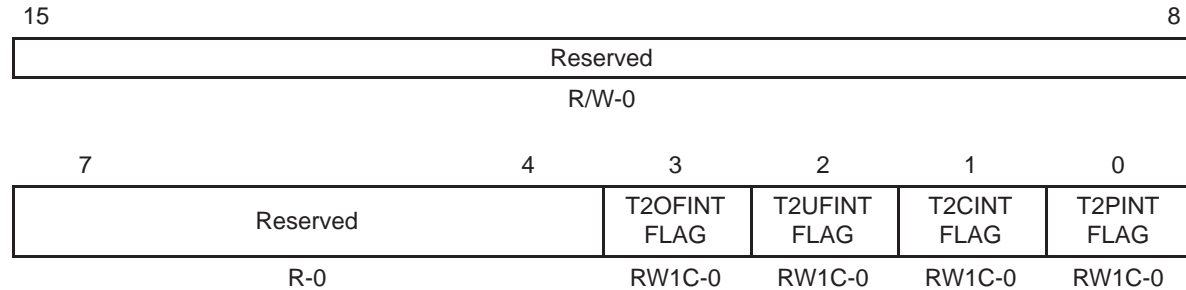 15 8
Reserved
R/W-0
7 4 3 2 1 0
Reserved T2OFINT FLAG T2UFINT FLAG T2CINT FLAG T2PINT FLAG
R-0 RW1C-0 RW1C-0 RW1C-0 RW1C-0